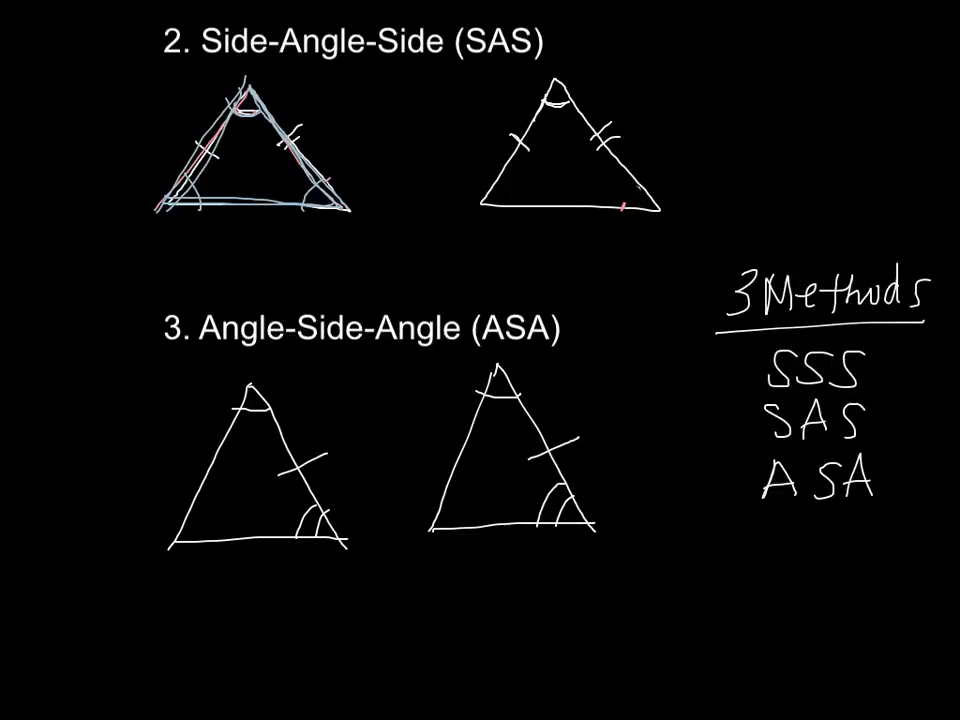 2. Side-Angle-Side (SAS)
3 Methods
3. Angle-Side-Angle (ASA)
SSS
SAS
ASA